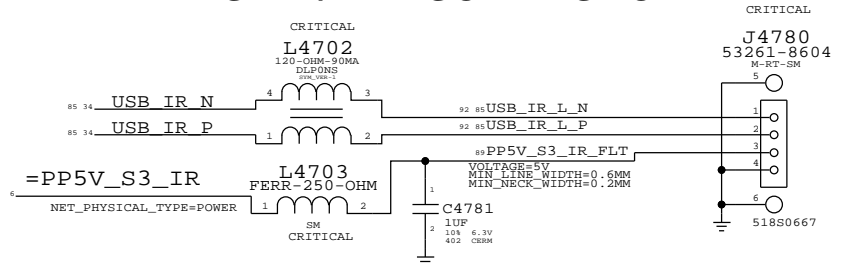 CRITICAL
L4702
120-OHM-90MA
DLP0NS
SYM_VER-1
4
3
85 34 USB_IR_N
85 34 USB_IR_P
1
2
92 85 USB_IR_L_N
92 85 USB_IR_L_P
89 PP5V_S3_IR_FLT
VOLTAGE=5V
MIN_LINE_WIDTH=0.6MM
MIN_NECK_WIDTH=0.2MM
CRITICAL
J4780
53261-8604
M-RT-SM
5
1
2
3
4
6
518S0667
6 =PP5V_S3_IR
NET_PHYSICAL_TYPE=POWER
L4703
FERR-250-OHM
1
2
SM
CRITICAL
1
C4781
1UF
2
10% 6.3V
402 CERM